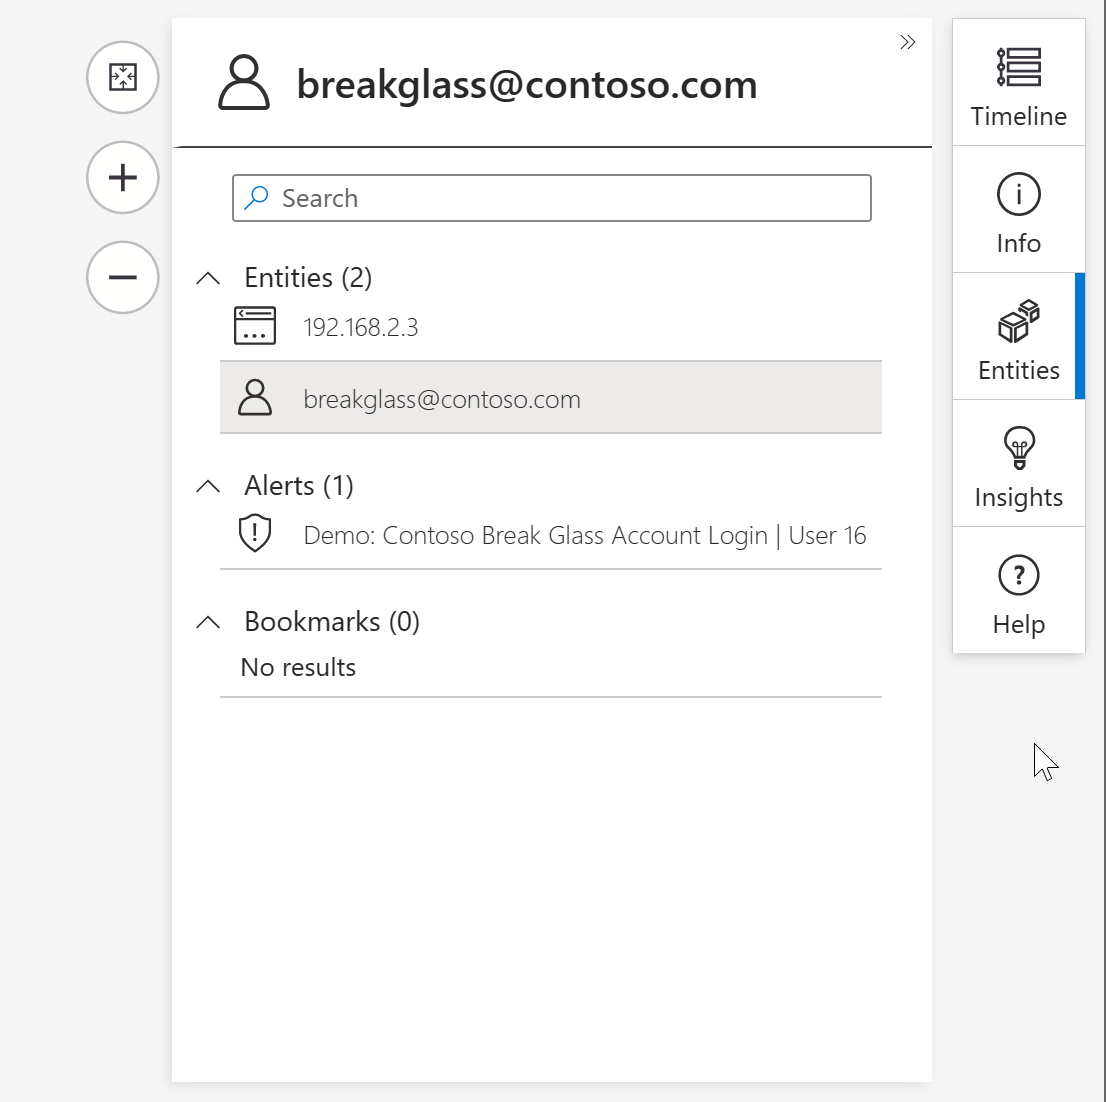 breakglass@contoso.com
Search
Entities (2)
192.168.2.3
breakglass@contoso.com
Alerts (1)
Demo: Contoso Break Glass Account Login | User 16
Bookmarks (0)
No results
Timeline
Info
Entities
Insights
Help